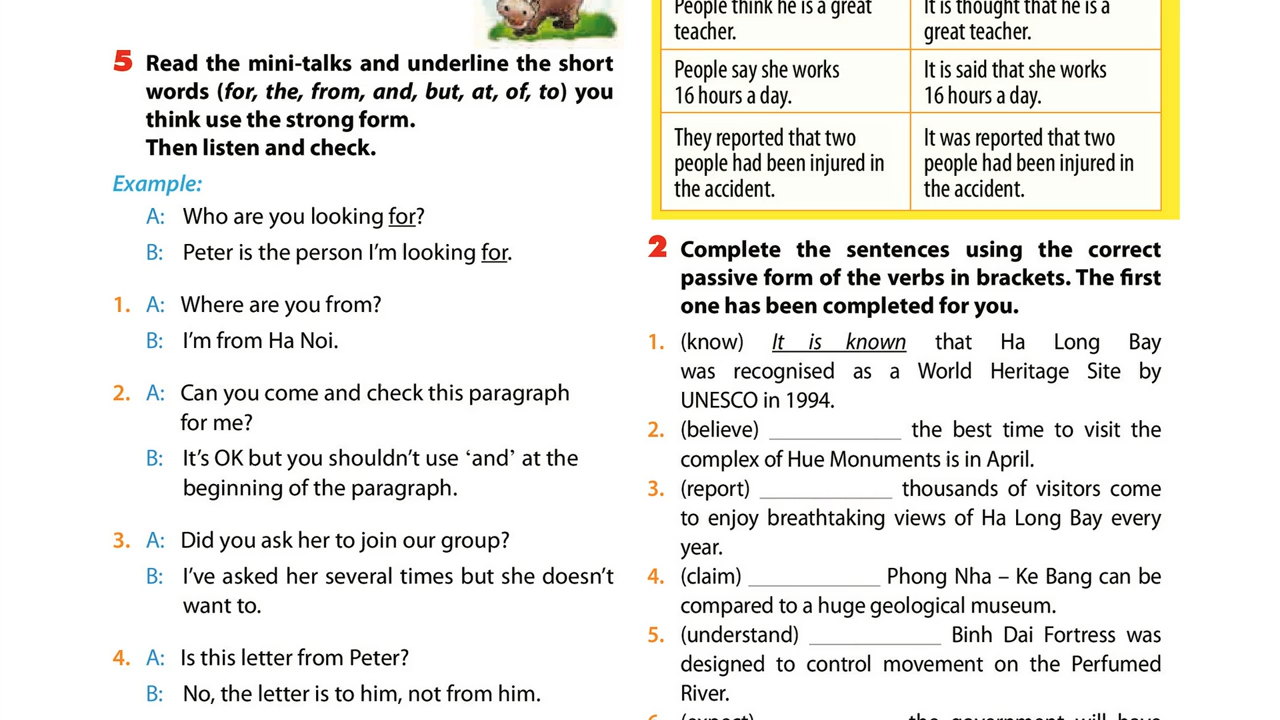 5 Read the mini-talks and underline the short
words (for, the, from, and, but, at, of, to) you
think use the strong form.
Then listen and check.
Example:
A: Who are you looking for?
B: Peter is the person I'm looking for.
1. A: Where are you from?
B: I'm from Ha Noi.
2. A: Can you come and check this paragraph
for me?
B: It's OK but you shouldn't use ‘and’ at the
beginning of the paragraph.
3. A: Did you ask her to join our group?
B: I've asked her several times but she doesn't
want to.
4. A: Is this letter from Peter?
B: No, the letter is to him, not from him.
People think he is a great
teacher.
It is thought that he is a
great teacher.
People say she works
16 hours a day.
It is said that she works
16 hours a day.
They reported that two
people had been injured in
the accident.
It was reported that two
people had been injured in
the accident.
2 Complete the sentences using the correct
passive form of the verbs in brackets. The first
one has been completed for you.
1. (know) It is known that Ha Long Bay
was recognised as a World Heritage Site by
UNESCO in 1994.
2. (believe) ____________ the best time to visit the
complex of Hue Monuments is in April.
3. (report) ____________ thousands of visitors come
to enjoy breathtaking views of Ha Long Bay every
year.
4. (claim) ____________ Phong Nha – Ke Bang can be
compared to a huge geological museum.
5. (understand) ____________ Binh Dai Fortress was
designed to control movement on the Perfumed
River.
6. (expect) ____________ the government will have